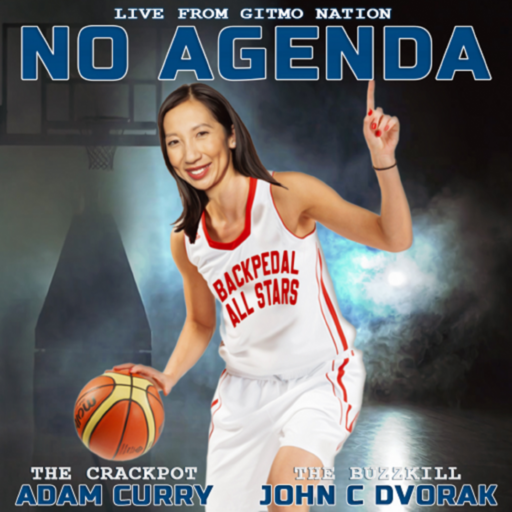 LIVE FROM GITMO NATION
NO AGENDA
BACKPEDAL
ALL STARS
THE CRACKPOT
THE BUZZKILL
ADAM CURRY
JOHN C DVORAK